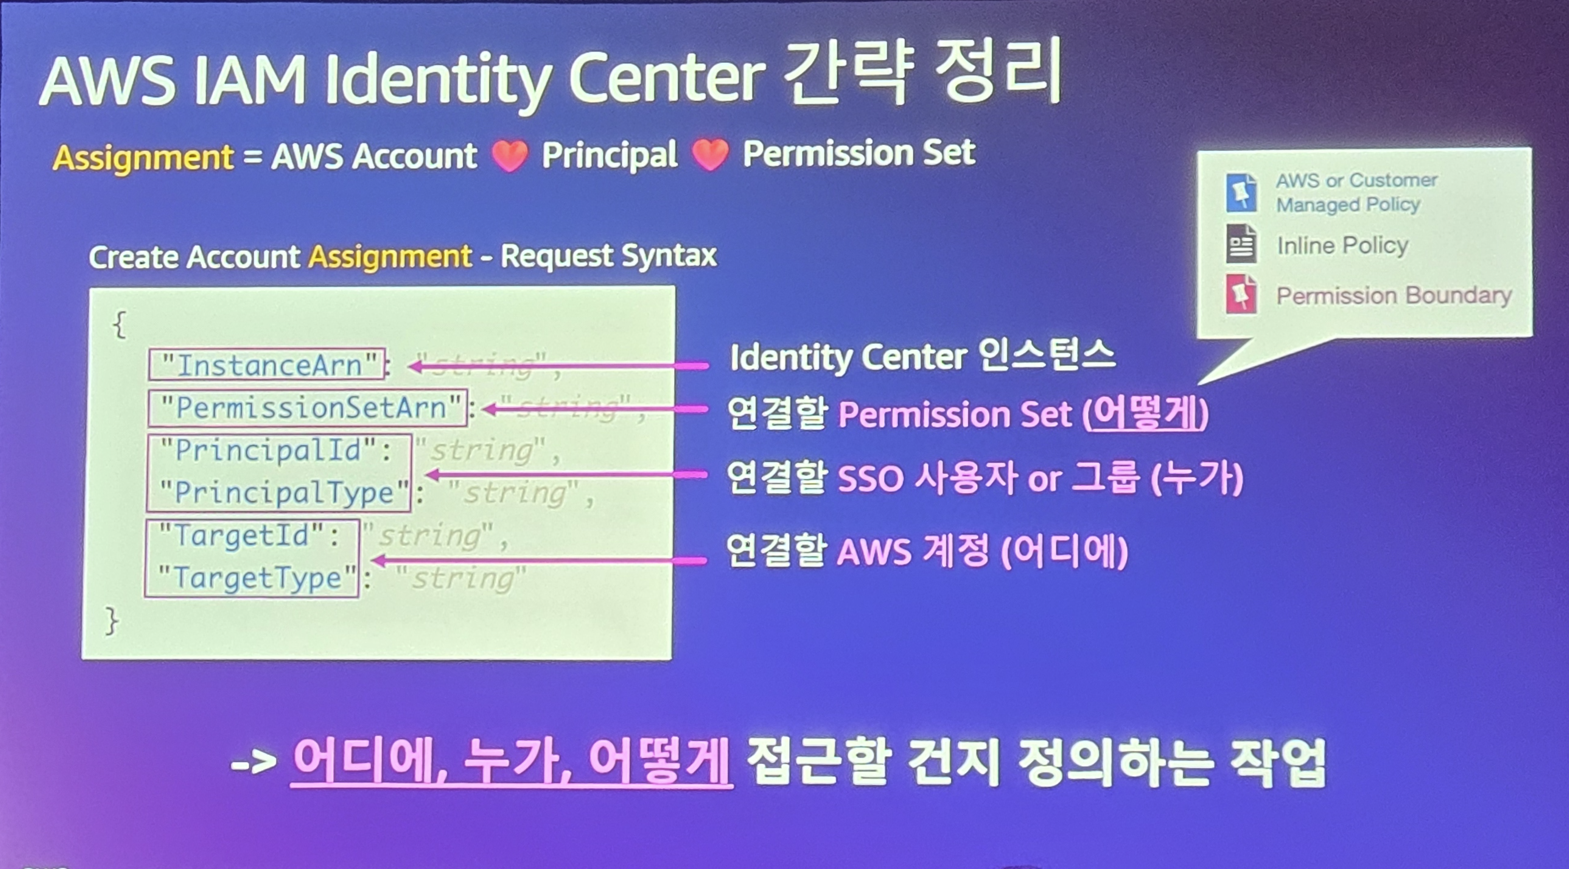 AWS IAM Identity Center 간략 정리
Assignment = AWS Account ❤️ Principal ❤️ Permission Set
AWS or Customer
Managed Policy
Inline Policy
Permission Boundary
Create Account Assignment - Request Syntax
{
"InstanceArn": "string",
"PermissionSetArn": "string",
"PrincipalId": "string",
"PrincipalType": "string",
"TargetId": "string",
"TargetType": "string"
}
Identity Center 인스턴스
연결할 Permission Set (어떻게)
연결할 SSO 사용자 or 그룹 (누가)
연결할 AWS 계정 (어디에)
-> 어디에, 누가, 어떻게 접근할 건지 정의하는 작업